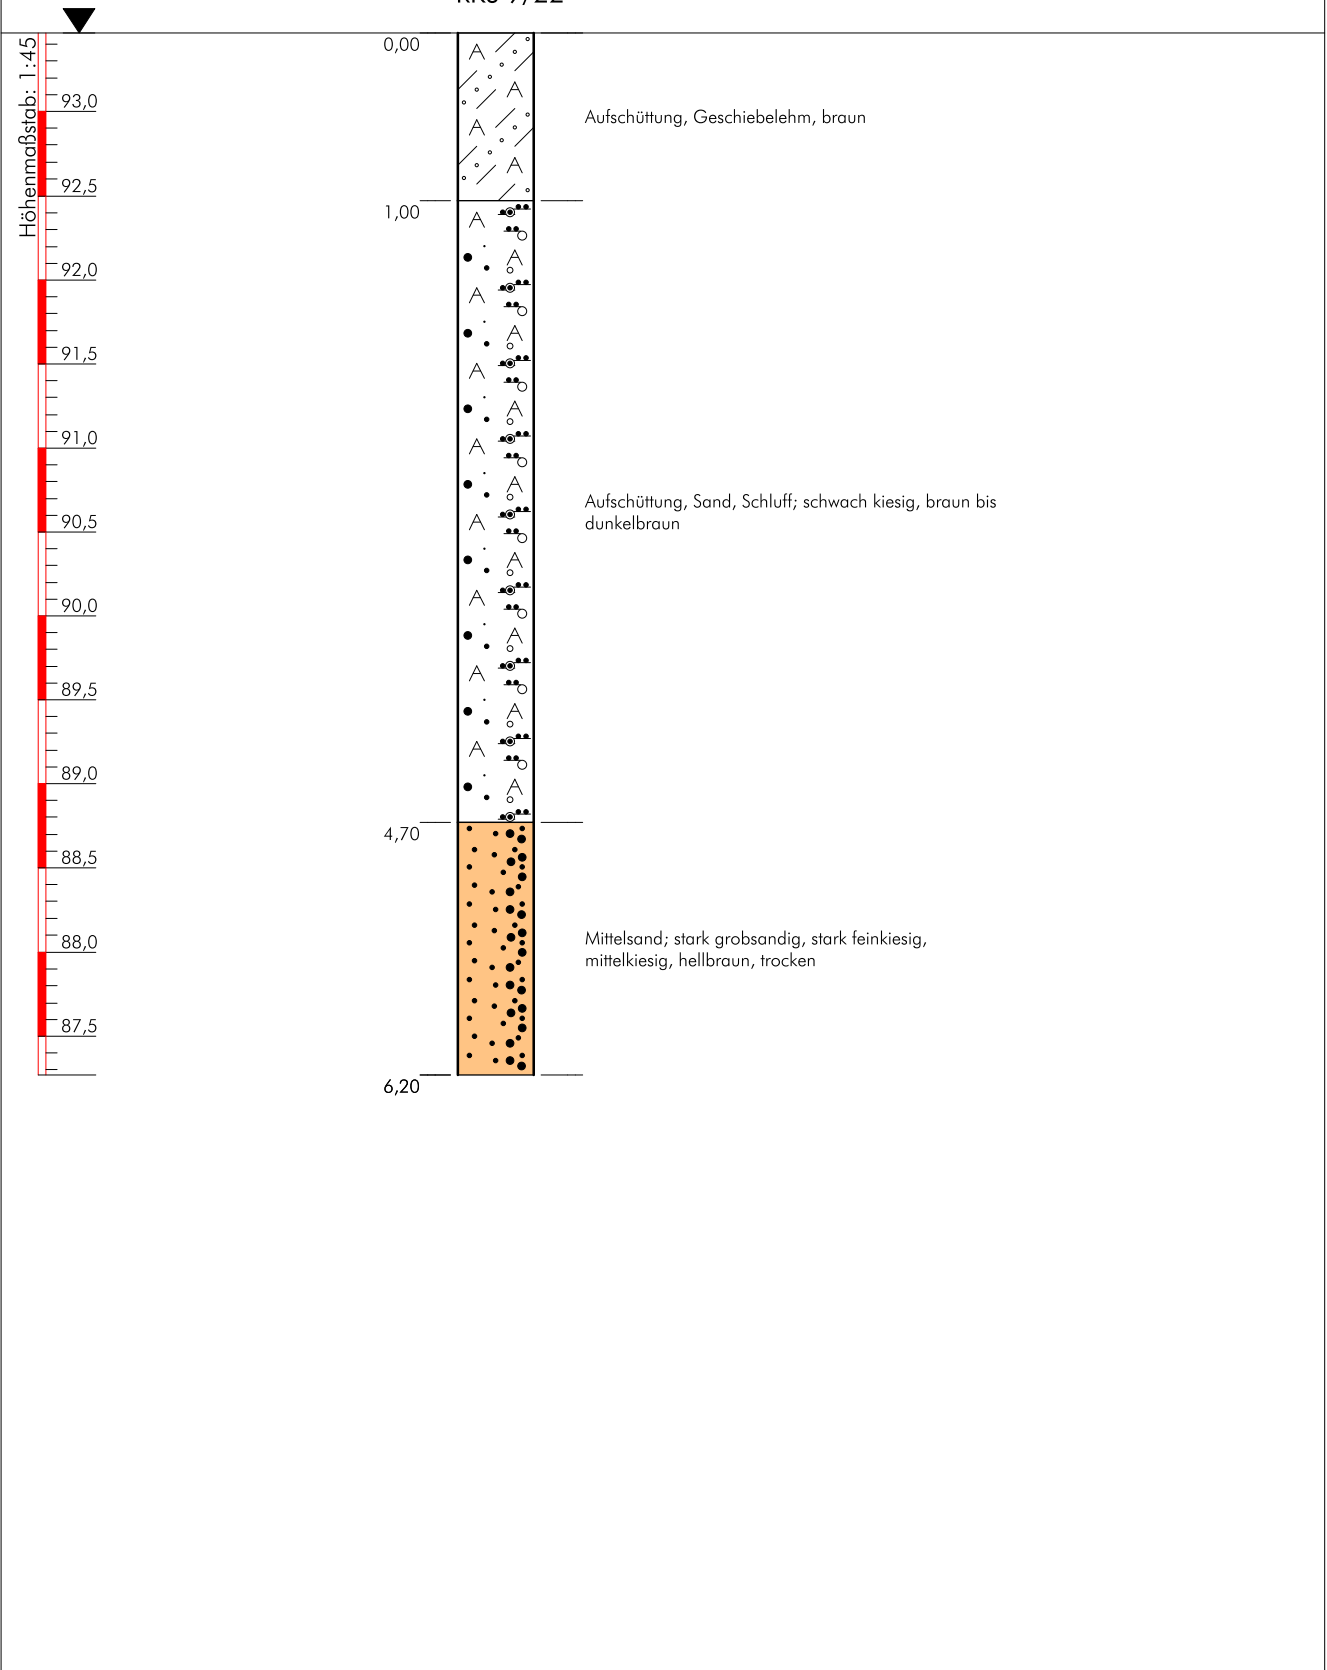 Höhenmaßstab: 1:45
0,00
93,0
Aufschüttung, Geschiebelehm, braun
92,5
1,00
92,0
91,5
91,0
Aufschüttung, Sand, Schluff; schwach kiesig, braun bis
dunkelbraun
90,5
90,0
89,5
89,0
4,70
88,5
88,0
Mittelsand; stark grobsandig, stark feinkiesig,
mittelkiesig, hellbraun, trocken
87,5
6,20